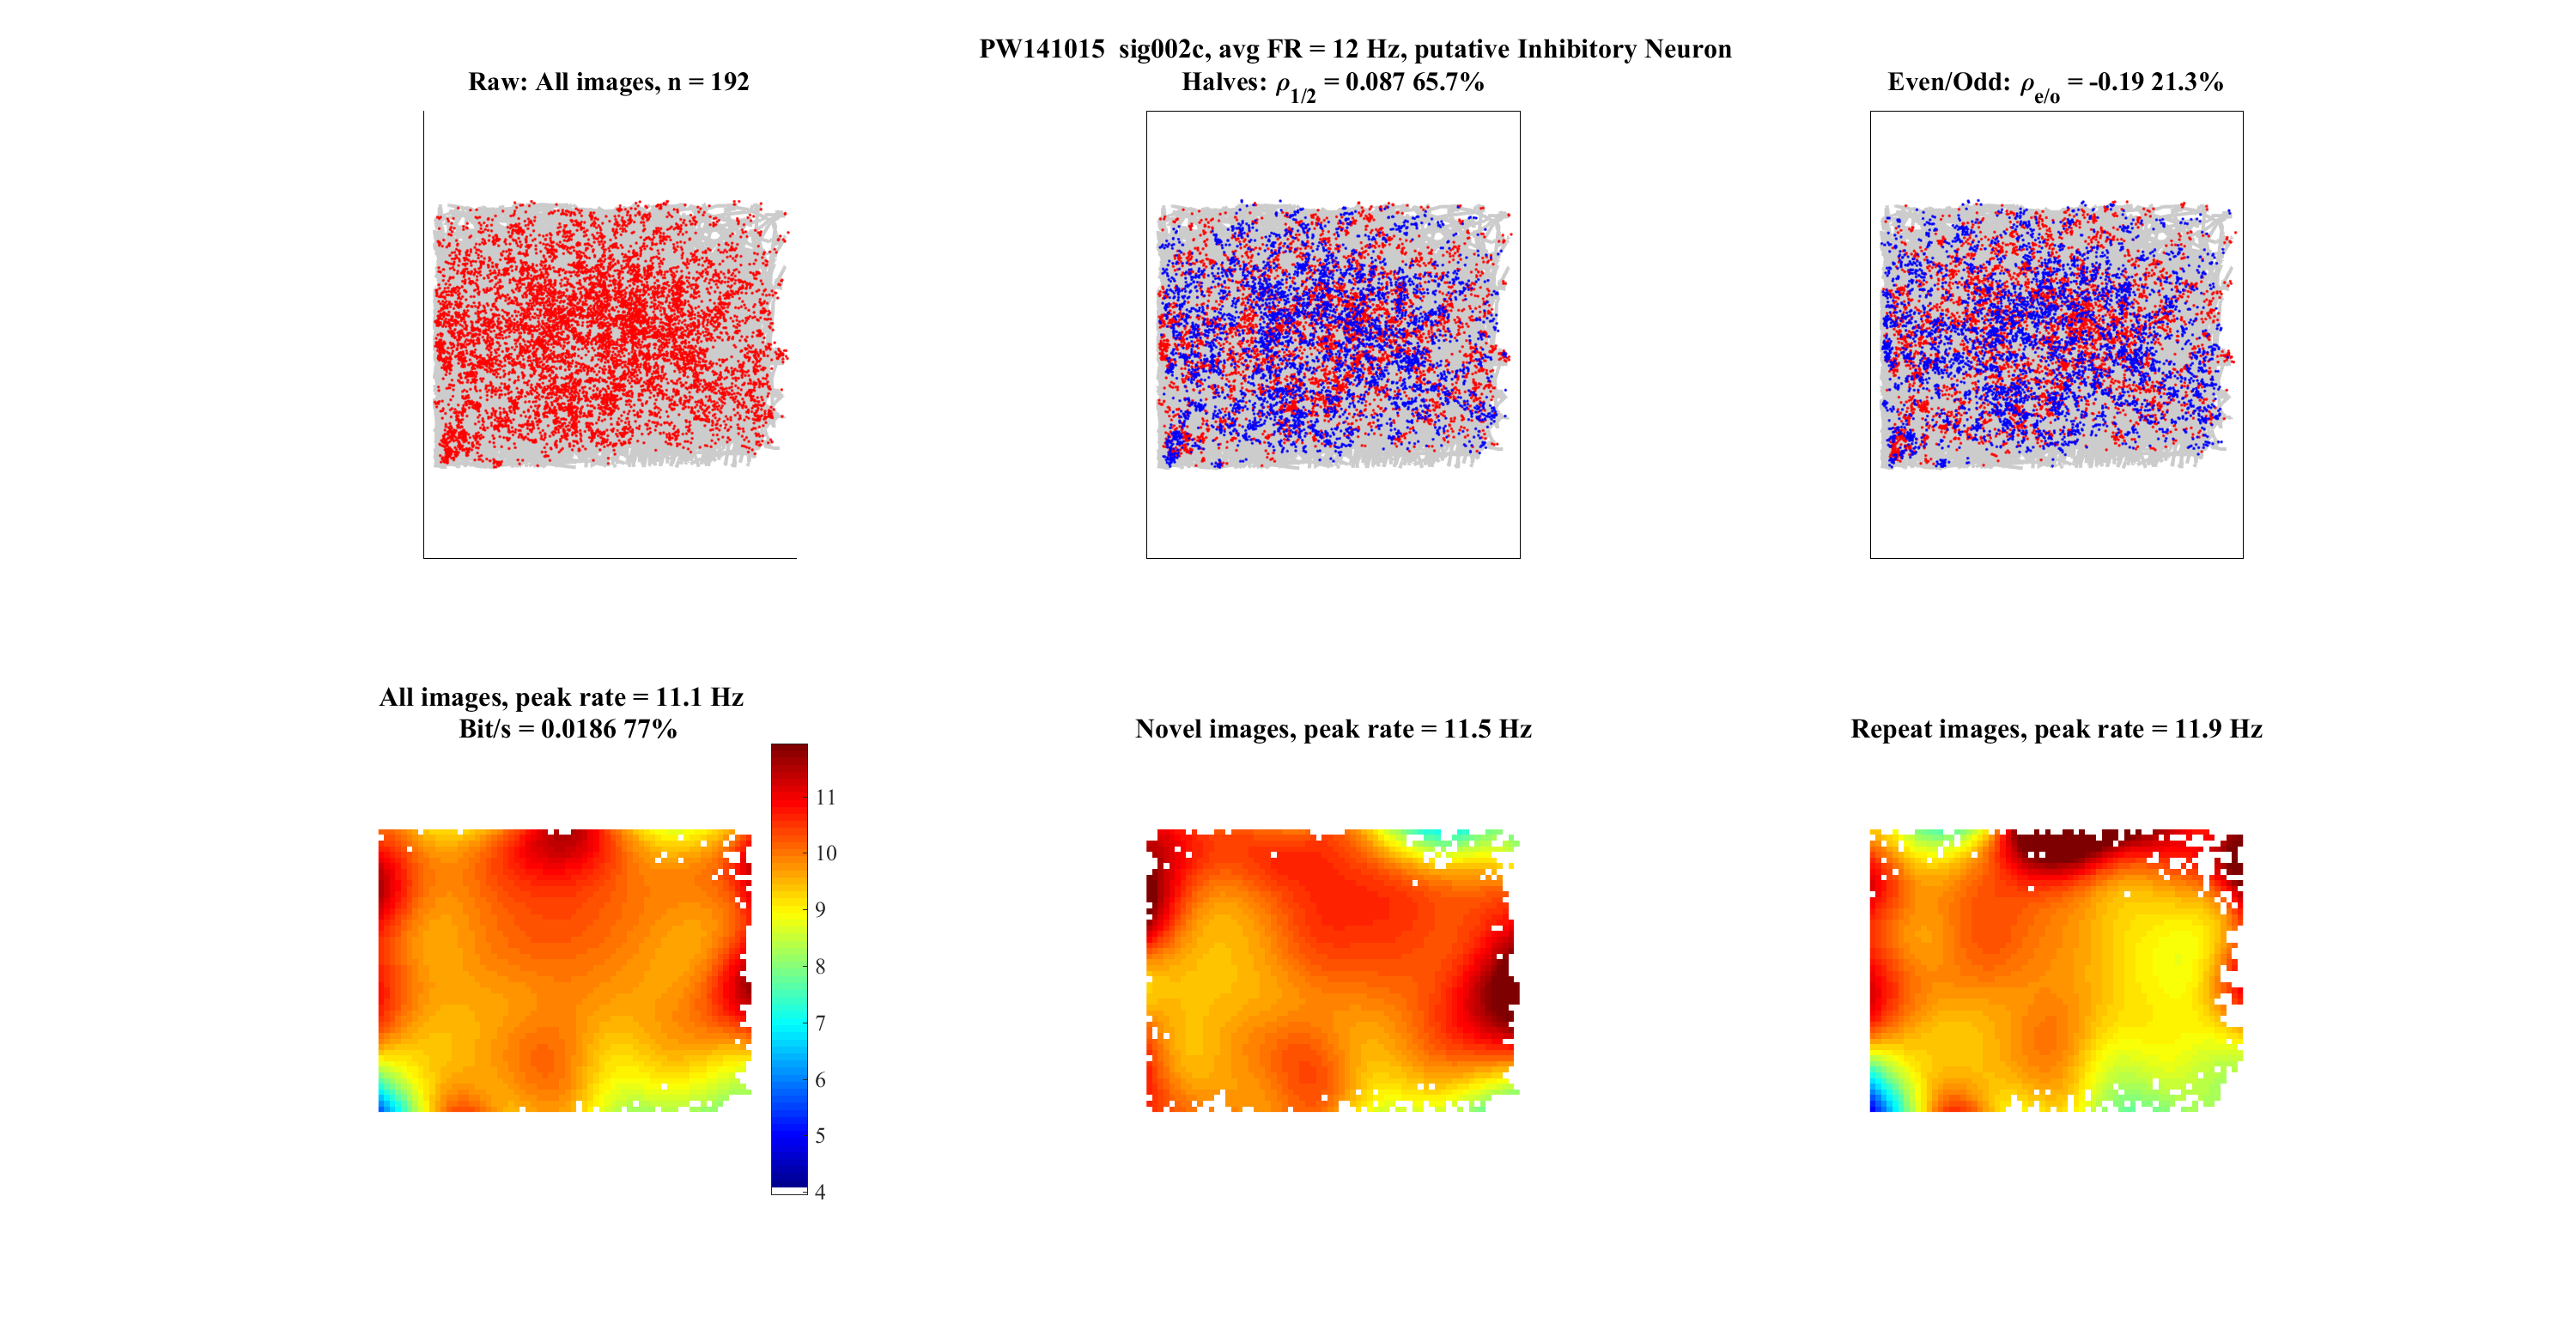 PW141015  sig002c, avg FR = 12 Hz, putative Inhibitory Neuron
Raw: All images, n = 192
Halves: ρ1/2 = 0.087 65.7%
Even/Odd: ρe/o = -0.19 21.3%
All images, peak rate = 11.1 Hz
Bit/s = 0.0186 77%
Novel images, peak rate = 11.5 Hz
Repeat images, peak rate = 11.9 Hz
11
10
9
8
7
6
5
4